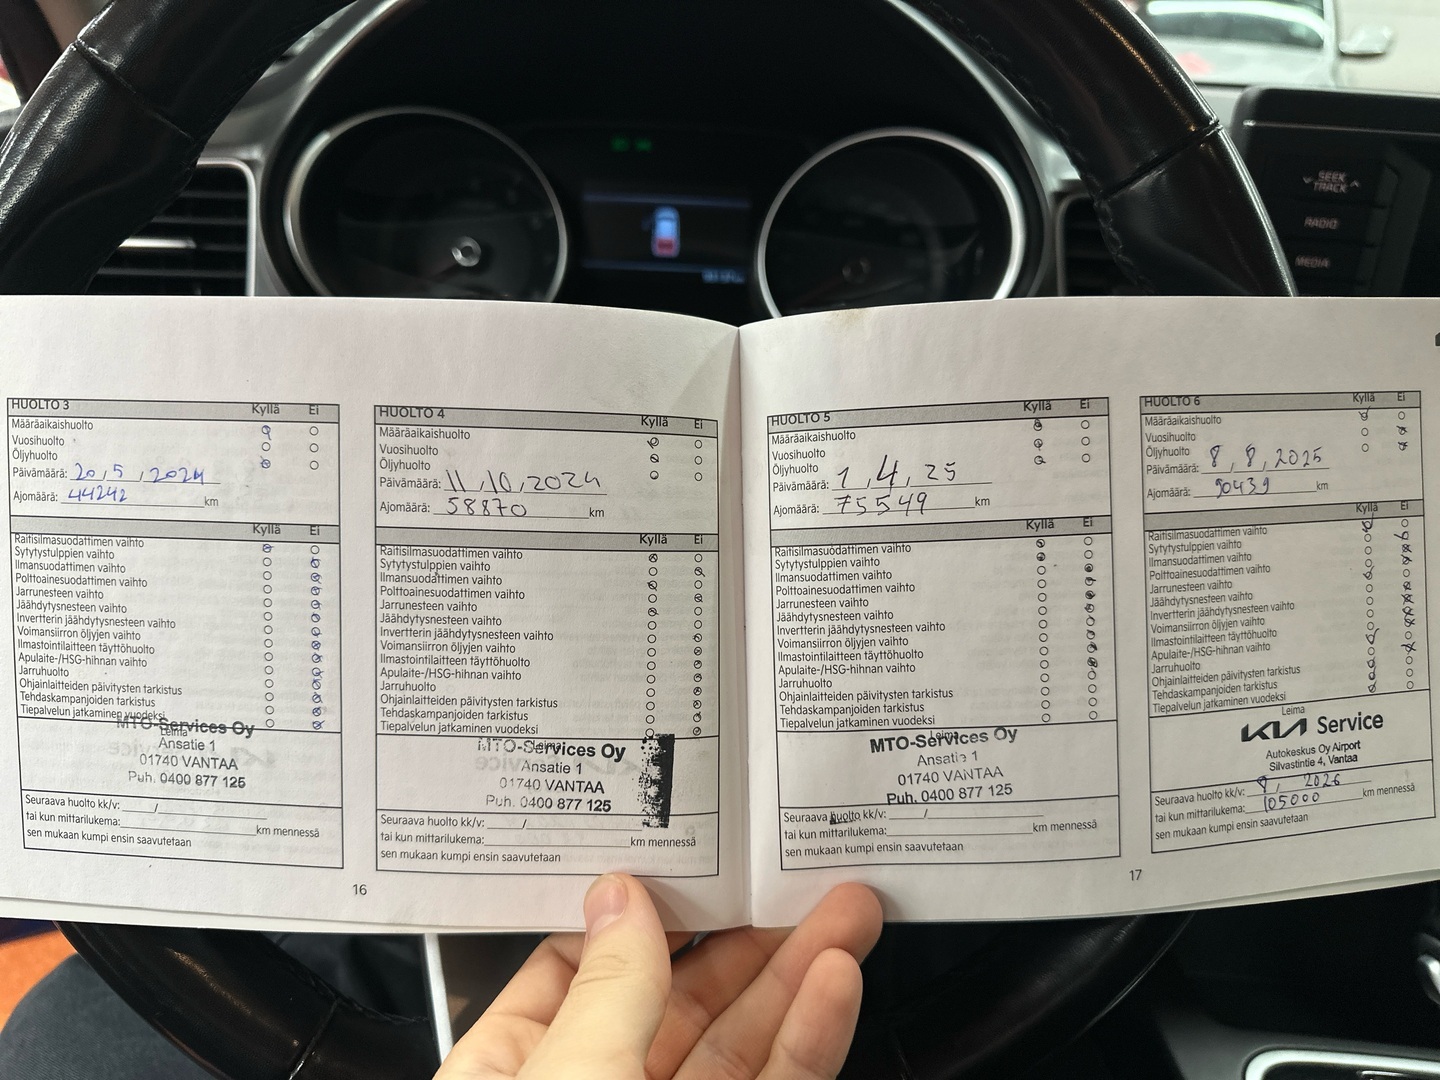 SEEK
TRACK
RADIO
MEDIA
HUOLTO 3
Kyllä Ei
Määräaikaishuolto
Vuosihuolto
Öljyhuolto
Päivämäärä: 20,5,2024
Ajomäärä: 44242 km
Kyllä Ei
Raitisilmasuodattimen vaihto
Sytytystulppien vaihto
Ilmansuodattimen vaihto
Polttoainesuodattimen vaihto
Jarrunesteen vaihto
Jäähdytysnesteen vaihto
Invertterin jäähdytysnesteen vaihto
Voimansiirron öljyjen vaihto
Ilmastointilaitteen täyttöhuolto
Apulaite-/HSG-hihnan vaihto
Jarruhuolto
Ohjainlaitteiden päivitysten tarkistus
Tehdaskampanjoiden tarkistus
Tiepalvelun jatkaminen vuodeksi
Leima
MTO-Services Oy
Ansatie 1
01740 VANTAA
Puh. 0400 877 125
Seuraava huolto kk/v: /
tai kun mittarilukema: km mennessä
sen mukaan kumpi ensin saavutetaan
16
HUOLTO 4
Kyllä Ei
Määräaikaishuolto
Vuosihuolto
Öljyhuolto
Päivämäärä: 11,10,2024
Ajomäärä: 58870 km
Kyllä Ei
Raitisilmasuodattimen vaihto
Sytytystulppien vaihto
Ilmansuodattimen vaihto
Polttoainesuodattimen vaihto
Jarrunesteen vaihto
Jäähdytysnesteen vaihto
Invertterin jäähdytysnesteen vaihto
Voimansiirron öljyjen vaihto
Ilmastointilaitteen täyttöhuolto
Apulaite-/HSG-hihnan vaihto
Jarruhuolto
Ohjainlaitteiden päivitysten tarkistus
Tehdaskampanjoiden tarkistus
Tiepalvelun jatkaminen vuodeksi
Leima
MTO-Services Oy
Ansatie 1
01740 VANTAA
Puh. 0400 877 125
Seuraava huolto kk/v: /
tai kun mittarilukema: km mennessä
sen mukaan kumpi ensin saavutetaan
HUOLTO 5
Kyllä Ei
Määräaikaishuolto
Vuosihuolto
Öljyhuolto
Päivämäärä: 1,4,25
Ajomäärä: 75549 km
Kyllä Ei
Raitisilmasuodattimen vaihto
Sytytystulppien vaihto
Ilmansuodattimen vaihto
Polttoainesuodattimen vaihto
Jarrunesteen vaihto
Jäähdytysnesteen vaihto
Invertterin jäähdytysnesteen vaihto
Voimansiirron öljyjen vaihto
Ilmastointilaitteen täyttöhuolto
Apulaite-/HSG-hihnan vaihto
Jarruhuolto
Ohjainlaitteiden päivitysten tarkistus
Tehdaskampanjoiden tarkistus
Tiepalvelun jatkaminen vuodeksi
Leima
MTO-Services Oy
Ansatie 1
01740 VANTAA
Puh. 0400 877 125
Seuraava huolto kk/v: /
tai kun mittarilukema: km mennessä
sen mukaan kumpi ensin saavutetaan
17
HUOLTO 6
Kyllä Ei
Määräaikaishuolto
Vuosihuolto
Öljyhuolto
Päivämäärä: 8,8,2025
Ajomäärä: 90439 km
Kyllä Ei
Raitisilmasuodattimen vaihto
Sytytystulppien vaihto
Ilmansuodattimen vaihto
Polttoainesuodattimen vaihto
Jarrunesteen vaihto
Jäähdytysnesteen vaihto
Invertterin jäähdytysnesteen vaihto
Voimansiirron öljyjen vaihto
Ilmastointilaitteen täyttöhuolto
Apulaite-/HSG-hihnan vaihto
Jarruhuolto
Ohjainlaitteiden päivitysten tarkistus
Tehdaskampanjoiden tarkistus
Tiepalvelun jatkaminen vuodeksi
Leima
KIA Service
Autokeskus Oy Airport
Silvastintie 4, Vantaa
Seuraava huolto kk/v: 8, 2026
tai kun mittarilukema: 105000 km mennessä
sen mukaan kumpi ensin saavutetaan